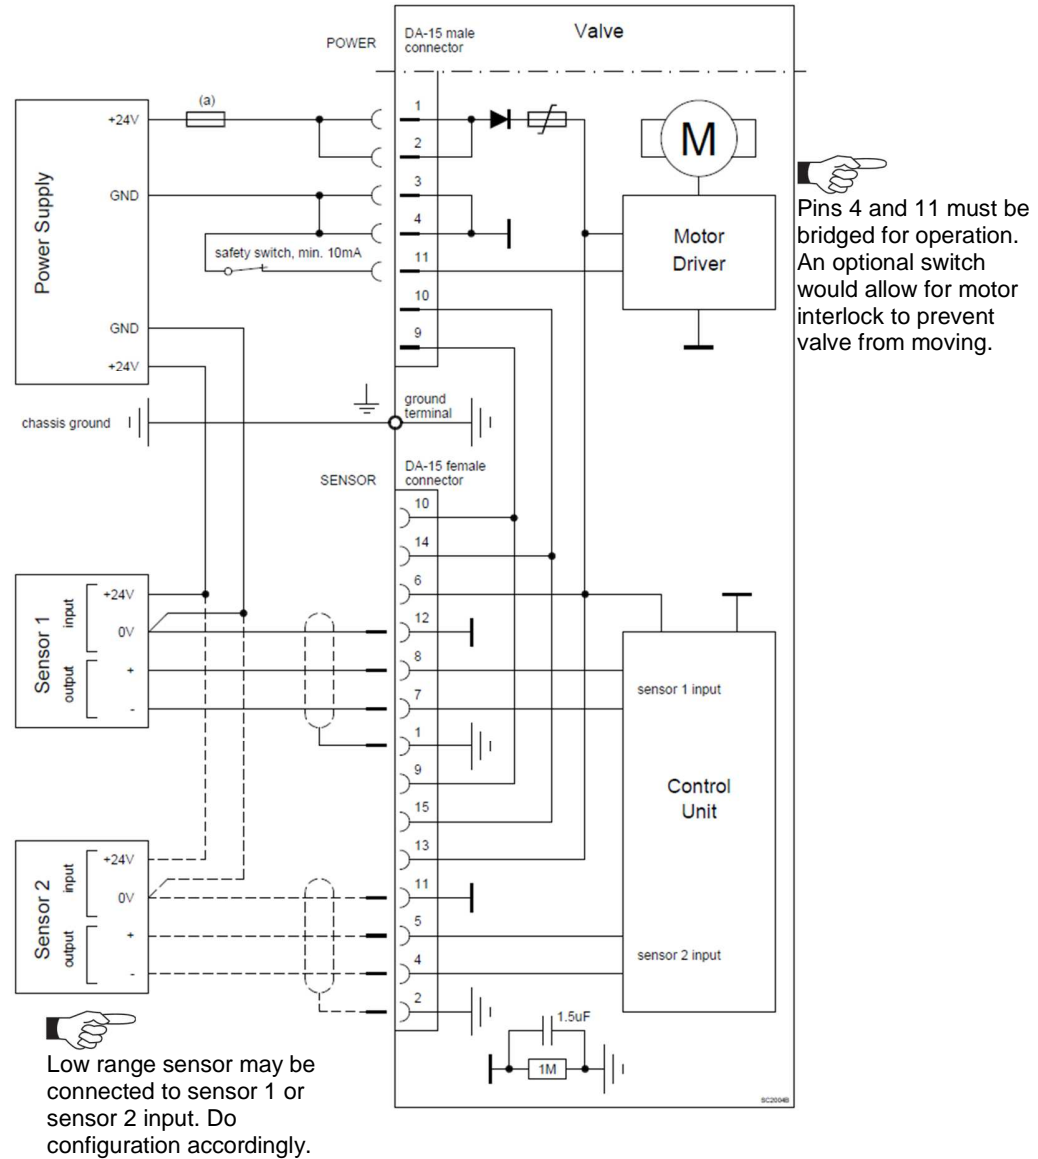 Valve
POWER
DA-15 male
connector
Power Supply
+24V
(a)
1
2
GND
3
4
safety switch, min. 10mA
11
10
9
GND
+24V
M
Motor
Driver
Pins 4 and 11 must be
bridged for operation.
An optional switch
would allow for motor
interlock to prevent
valve from moving.
chassis ground
ground
terminal
SENSOR
DA-15 female
connector
10
14
6
12
8
7
1
9
15
13
11
5
4
2
Sensor 1
input
+24V
0V
output
+
-
Sensor 2
input
+24V
0V
output
+
-
sensor 1 input
Control
Unit
sensor 2 input
1.5uF
1M
SC2004B
Low range sensor may be
connected to sensor 1 or
sensor 2 input. Do
configuration accordingly.